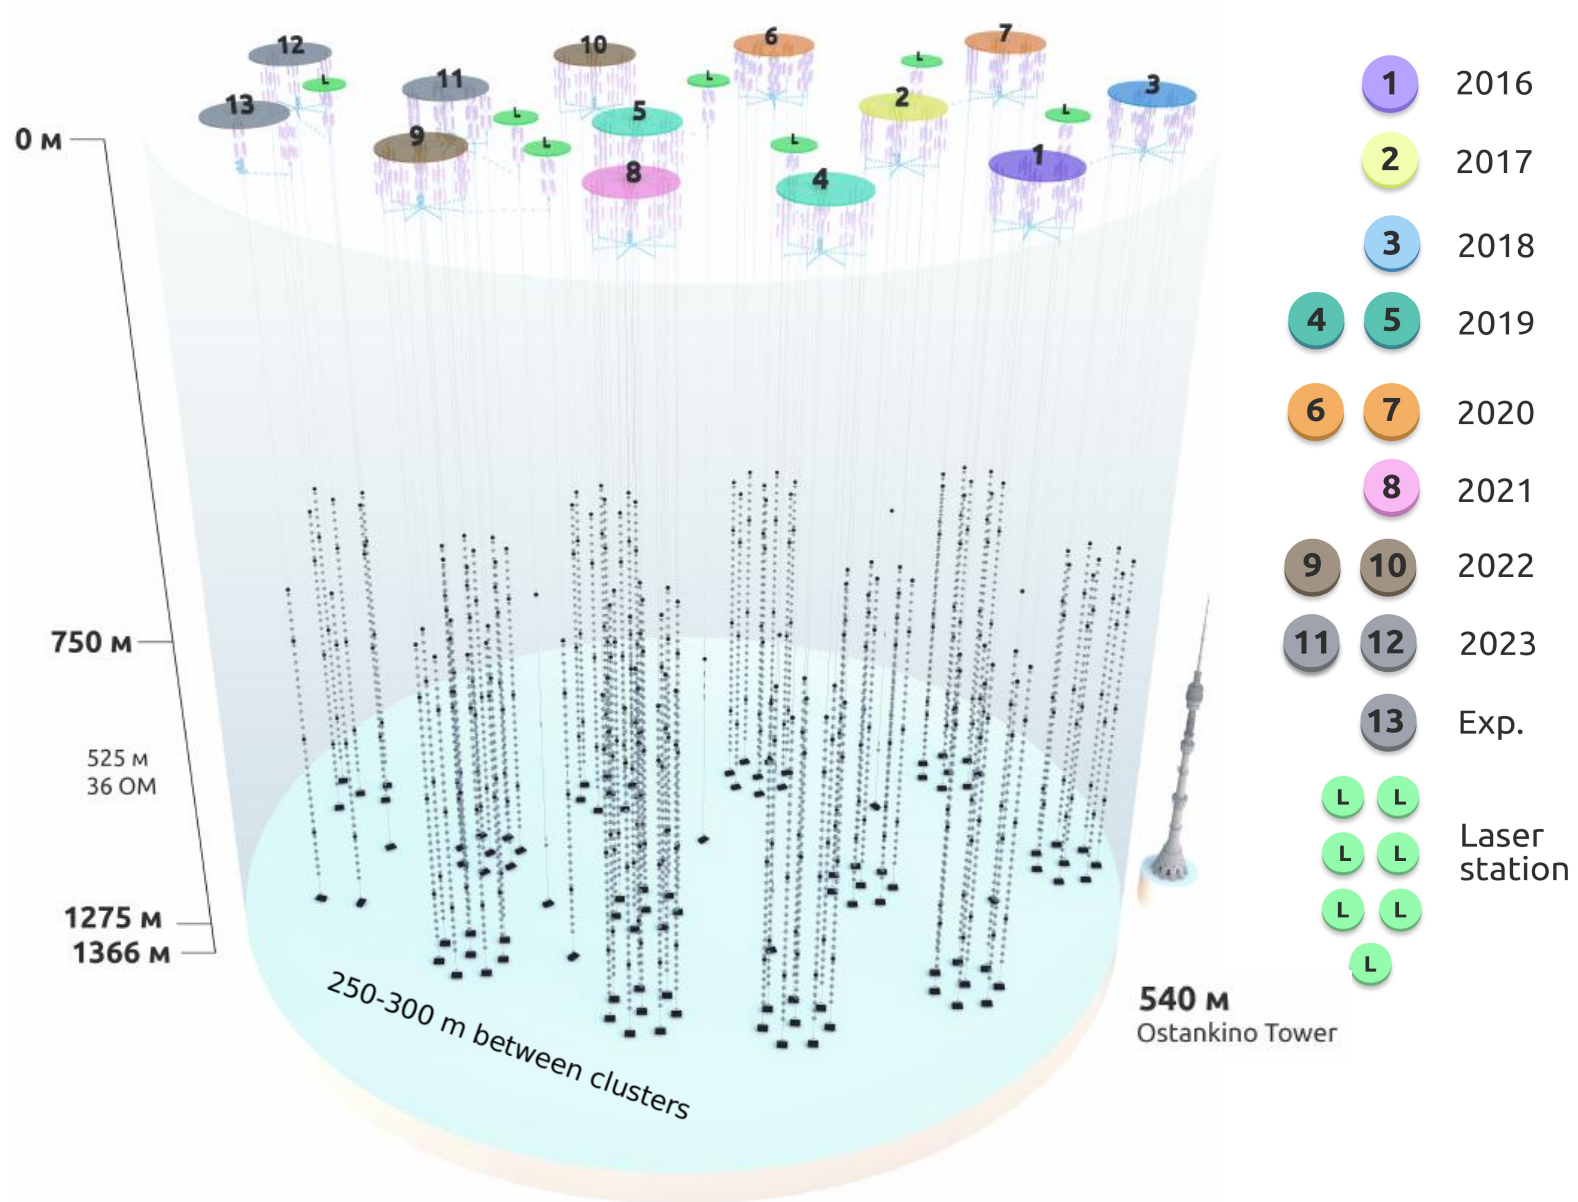 12
10
6
7
11
L
L
L
3
13
5
2
L
L
9
L
L
8
4
1
0 м
750 м
525 м
36 ОМ
1275 м
1366 м
250-300 m between clusters
540 м
Ostankino Tower
1 2016
2 2017
3 2018
4 5 2019
6 7 2020
8 2021
9 10 2022
11 12 2023
13 Exp.
L L
L L
L L
L
Laser
station